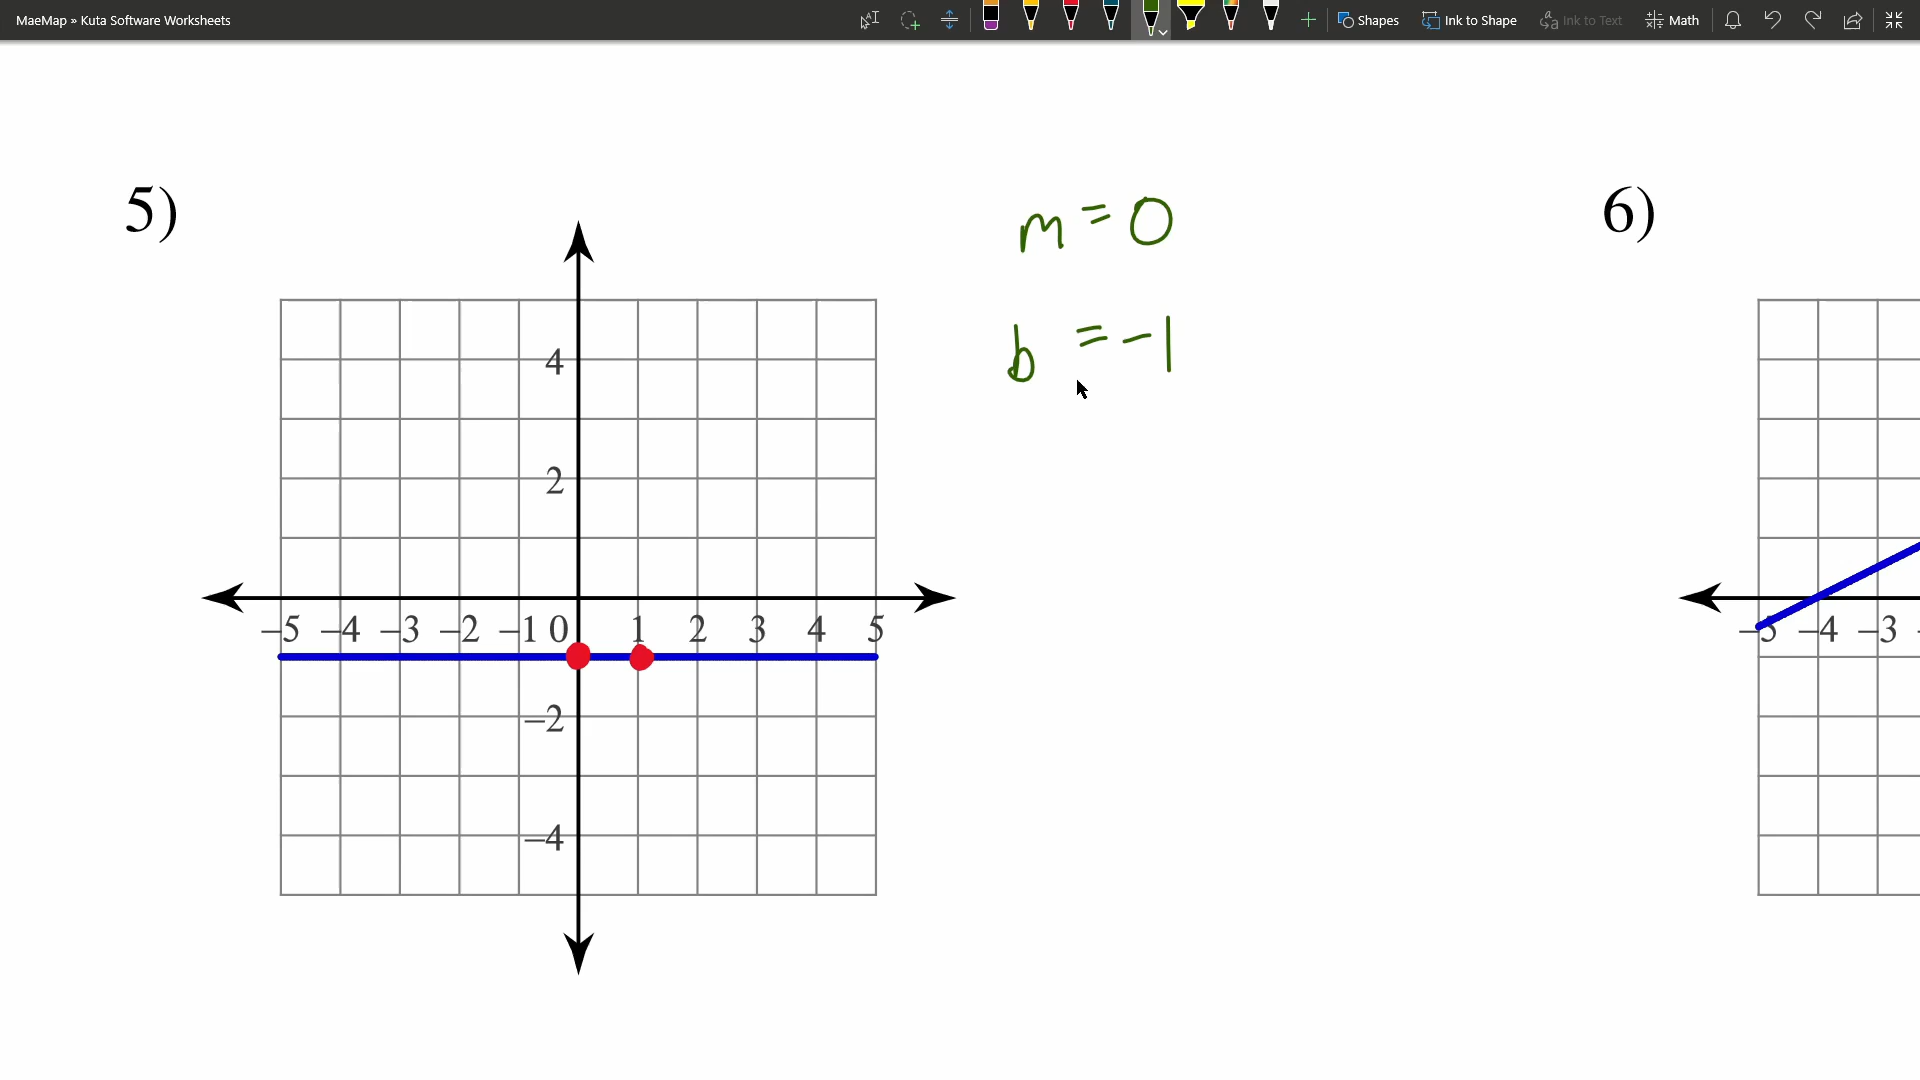 MaeMap » Kuta Software Worksheets
Shapes
Ink to Shape
Ink to Text
Math
5)
m = 0
6)
b = -1
4
2
−5 −4 −3 −2 −1 0 1 2 3 4 5
−5 −4 −3
−2
−4